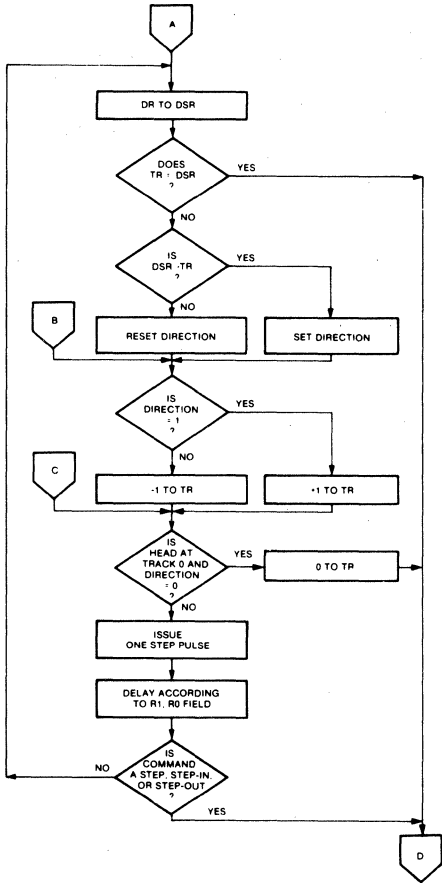 A
DR TO DSR
DOES
TR = DSR
?
YES
NO
IS
DSR >TR
?
YES
NO
B
RESET DIRECTION
SET DIRECTION
IS
DIRECTION
= 1
?
YES
NO
C
-1 TO TR
+1 TO TR
IS
HEAD AT
TRACK 0 AND
DIRECTION
= 0
?
YES
0 TO TR
NO
ISSUE
ONE STEP PULSE
DELAY ACCORDING
TO R1, R0 FIELD
IS
COMMAND
A STEP, STEP-IN,
OR STEP-OUT
?
NO
YES
D